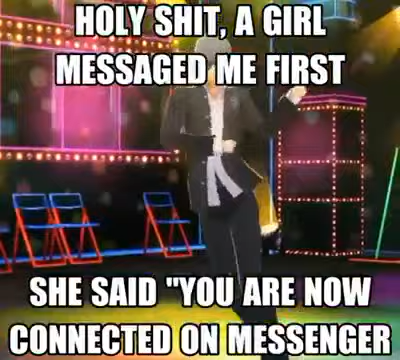 HOLY SHIT, A GIRL
MESSAGED ME FIRST
SHE SAID "YOU ARE NOW
CONNECTED ON MESSENGER